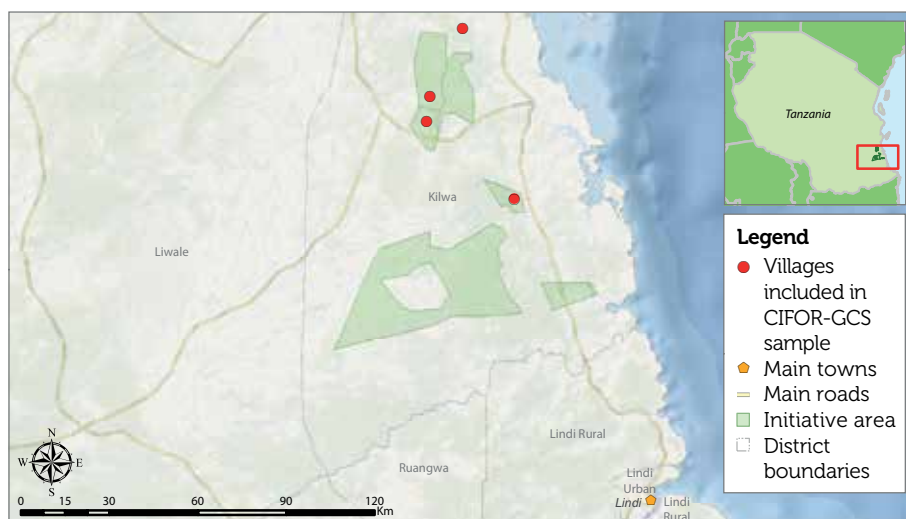 Tanzania
Kilwa
Liwale
Legend
Villages
included in
CIFOR-GCS
sample
Main towns
Main roads
Initiative area
District
boundaries
Lindi Rural
Ruangwa
Lindi
Urban
Lindi
Lindi
Rural
N
W E
S
0 15 30 60 90 120
Km